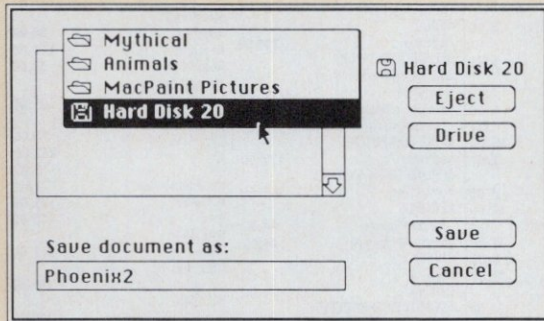 Mythical
Animals
MacPaint Pictures
Hard Disk 20
Hard Disk 20
Eject
Drive
Save document as:
Phoenix2
Save
Cancel